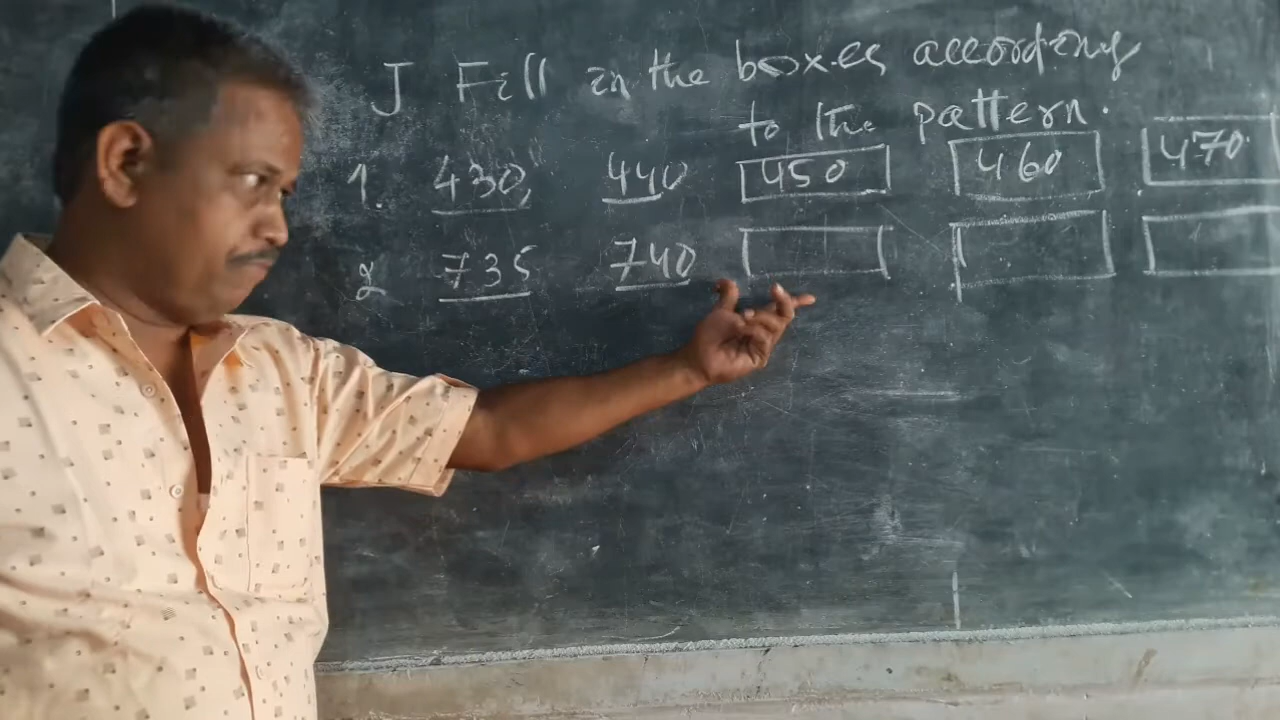 J Fill in the boxes according
to the pattern.
1. 430, 440 450 460 470
2 735 740